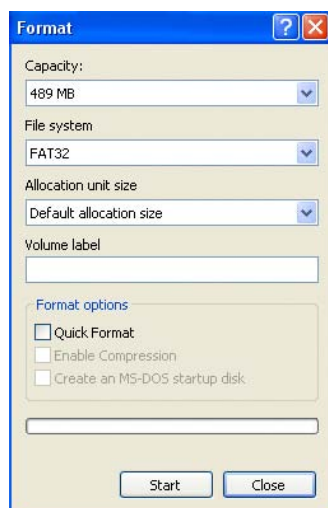 Format
Capacity:
489 MB
File system
FAT32
Allocation unit size
Default allocation size
Volume label
Format options
Quick Format
Enable Compression
Create an MS-DOS startup disk
Start Close